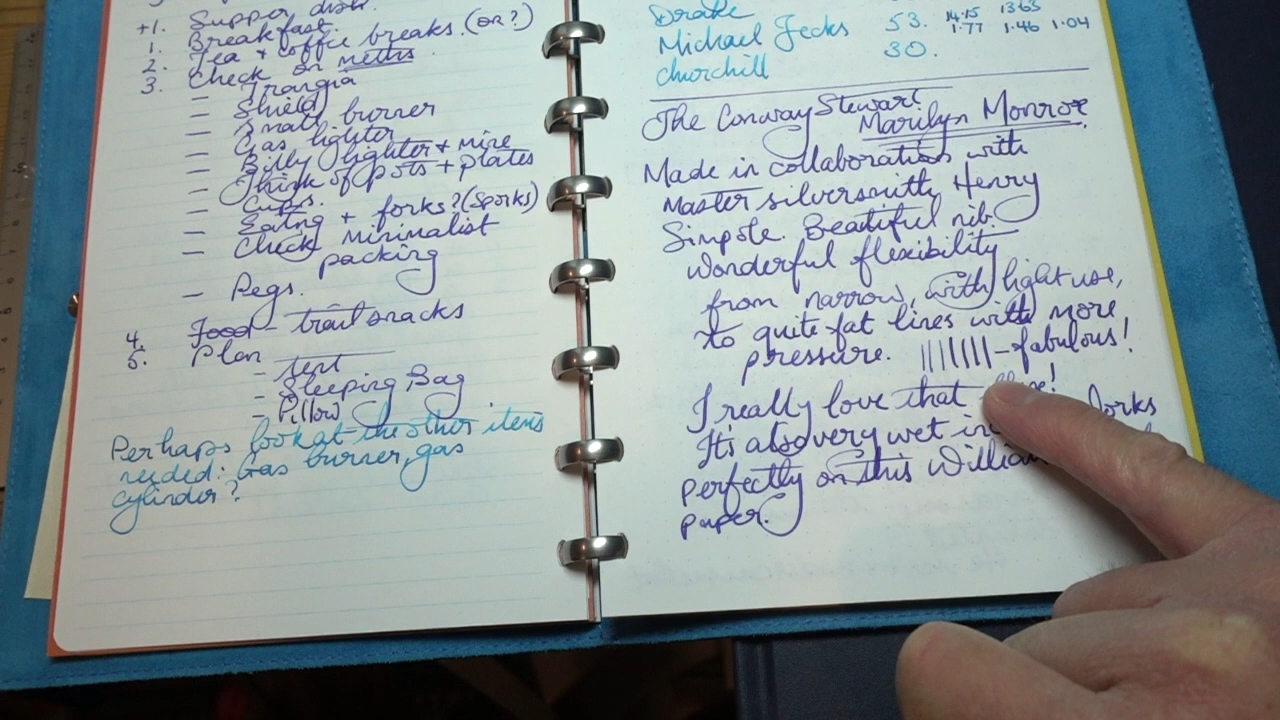 +1. Supper dish.
1. Breakfast.
2. Tea + coffee breaks. (OR?)
3. Check on meths
- Trangia
- Shield
- Small burner
- Gas lighter
- Billy lighter + mire
- Think of pots + plates
- Cups.
- Eating + forks? (Sporks)
- Check minimalist
packing
- Pegs.
4. Food - trail snacks
5. Plan
- tent
- Sleeping Bag
- Pillow
Perhaps look at the other items
needed: Gas burner, gas
cylinder?
Drake
Michael Jecks 53. 14.15 13.63
Churchill 30. 1.77 1.46 1.04
The Conway Stewart
Marilyn Monroe
Made in collaboration with
Master silversmith, Henry
Simpole. Beautiful nib.
Wonderful flexibility
from narrow, with light use,
to quite fat lines with more
pressure. |||||||| - fabulous!
I really love that
It's also very wet in
perfectly on this William
paper.